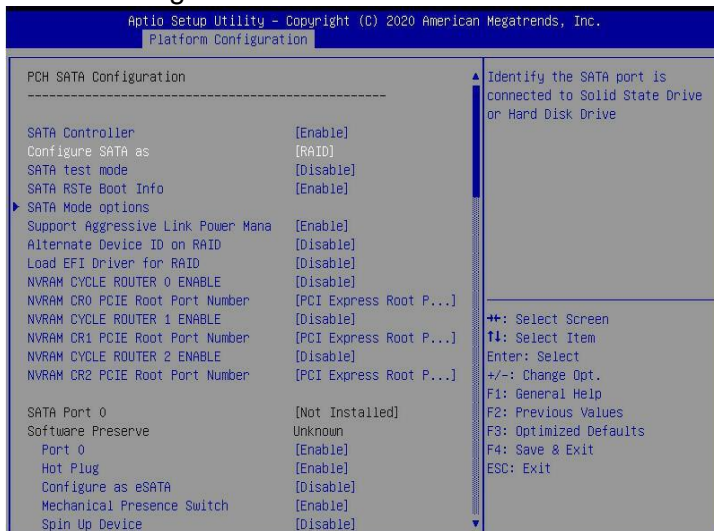 Aptio Setup Utility – Copyright (C) 2020 American Megatrends, Inc.
Platform Configuration
PCH SATA Configuration
--------------------------------------------------
SATA Controller [Enable]
Configure SATA as [RAID]
SATA test mode [Disable]
SATA RSTe Boot Info [Enable]
SATA Mode options
Support Aggressive Link Power Mana [Enable]
Alternate Device ID on RAID [Disable]
Load EFI Driver for RAID [Disable]
NVRAM CYCLE ROUTER 0 ENABLE [Disable]
NVRAM CR0 PCIE Root Port Number [PCI Express Root P...]
NVRAM CYCLE ROUTER 1 ENABLE [Disable]
NVRAM CR1 PCIE Root Port Number [PCI Express Root P...]
NVRAM CYCLE ROUTER 2 ENABLE [Disable]
NVRAM CR2 PCIE Root Port Number [PCI Express Root P...]
SATA Port 0 [Not Installed]
Software Preserve Unknown
Port 0 [Enable]
Hot Plug [Enable]
Configure as eSATA [Disable]
Mechanical Presence Switch [Enable]
Spin Up Device [Disable]
Identify the SATA port is
connected to Solid State Drive
or Hard Disk Drive
→←: Select Screen
↑↓: Select Item
Enter: Select
+/-: Change Opt.
F1: General Help
F2: Previous Values
F3: Optimized Defaults
F4: Save & Exit
ESC: Exit